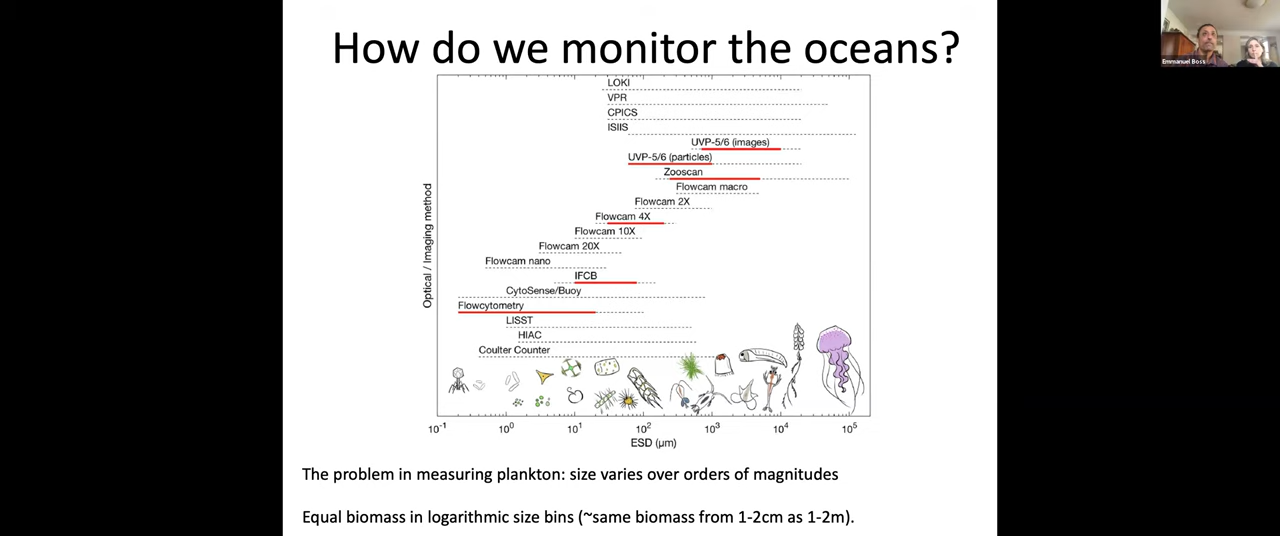 How do we monitor the oceans?
Emmanuel Boss
LOKI
VPR
CPICS
ISIIS
UVP-5/6 (images)
UVP-5/6 (particles)
Zooscan
Flowcam macro
Flowcam 2X
Flowcam 4X
Flowcam 10X
Flowcam 20X
Flowcam nano
IFCB
CytoSense/Buoy
Flowcytometry
LISST
HIAC
Coulter Counter
Optical / Imaging method
10⁻¹ 10⁰ 10¹ 10² 10³ 10⁴ 10⁵
ESD (µm)
The problem in measuring plankton: size varies over orders of magnitudes
Equal biomass in logarithmic size bins (~same biomass from 1-2cm as 1-2m).